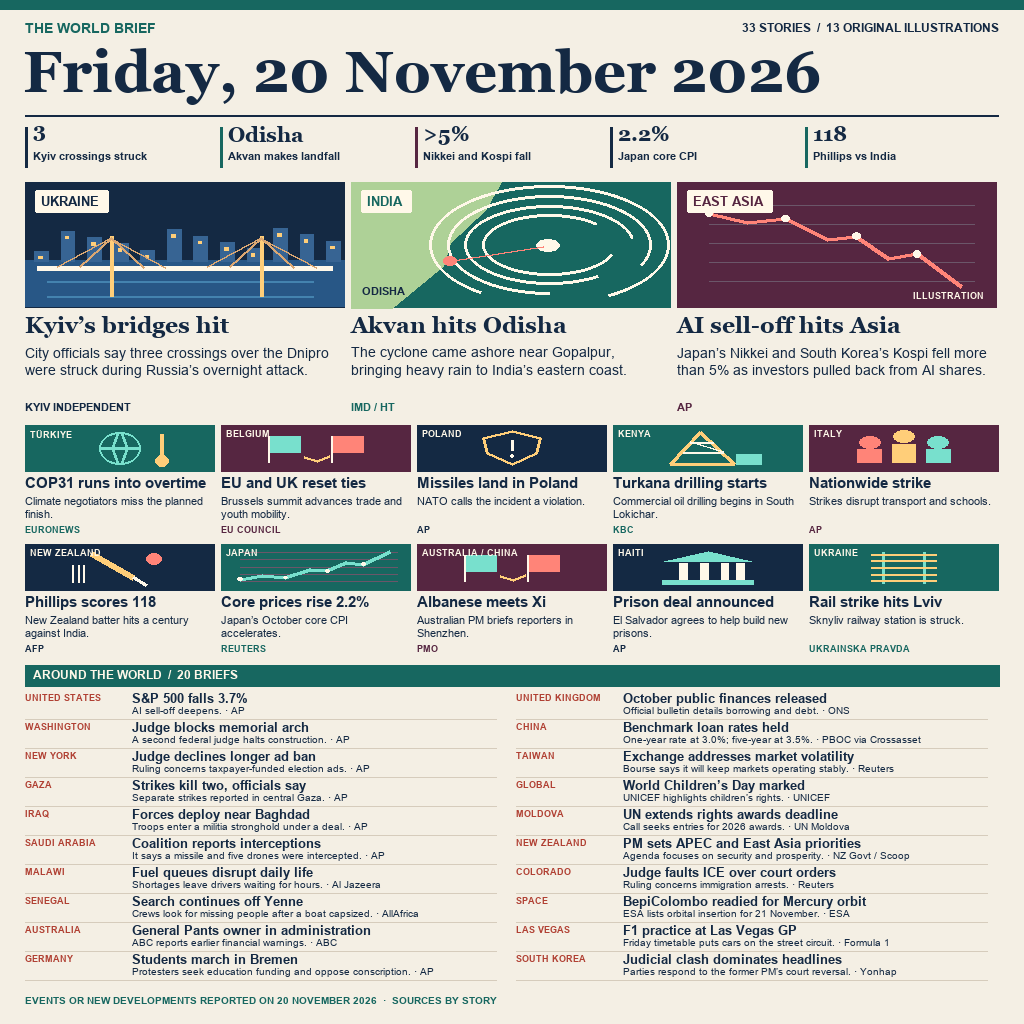 THE WORLD BRIEF
33 STORIES / 13 ORIGINAL ILLUSTRATIONS
Friday, 20 November 2026
3
Kyiv crossings struck
Odisha
Akvan makes landfall
>5%
Nikkei and Kospi fall
2.2%
Japan core CPI
118
Phillips vs India
UKRAINE
Kyiv’s bridges hit
City officials say three crossings over the Dnipro
were struck during Russia’s overnight attack.
KYIV INDEPENDENT
INDIA
ODISHA
Akvan hits Odisha
The cyclone came ashore near Gopalpur,
bringing heavy rain to India’s eastern coast.
IMD / HT
EAST ASIA
ILLUSTRATION
AI sell-off hits Asia
Japan’s Nikkei and South Korea’s Kospi fell more
than 5% as investors pulled back from AI shares.
AP
TÜRKIYE
COP31 runs into overtime
Climate negotiators miss the planned
finish.
EURONEWS
BELGIUM
EU and UK reset ties
Brussels summit advances trade and
youth mobility.
EU COUNCIL
POLAND
!
Missiles land in Poland
NATO calls the incident a violation.
AP
KENYA
Turkana drilling starts
Commercial oil drilling begins in South
Lokichar.
KBC
ITALY
Nationwide strike
Strikes disrupt transport and schools.
AP
NEW ZEALAND
Phillips scores 118
New Zealand batter hits a century
against India.
AFP
JAPAN
Core prices rise 2.2%
Japan’s October core CPI
accelerates.
REUTERS
AUSTRALIA / CHINA
Albanese meets Xi
Australian PM briefs reporters in
Shenzhen.
PMO
HAITI
Prison deal announced
El Salvador agrees to help build new
prisons.
AP
UKRAINE
Rail strike hits Lviv
Sknyliv railway station is struck.
UKRAINSKA PRAVDA
AROUND THE WORLD / 20 BRIEFS
UNITED STATES
S&P 500 falls 3.7%
AI sell-off deepens. · AP
WASHINGTON
Judge blocks memorial arch
A second federal judge halts construction. · AP
NEW YORK
Judge declines longer ad ban
Ruling concerns taxpayer-funded election ads. · AP
GAZA
Strikes kill two, officials say
Separate strikes reported in central Gaza. · AP
IRAQ
Forces deploy near Baghdad
Troops enter a militia stronghold under a deal. · AP
SAUDI ARABIA
Coalition reports interceptions
It says a missile and five drones were intercepted. · AP
MALAWI
Fuel queues disrupt daily life
Shortages leave drivers waiting for hours. · Al Jazeera
SENEGAL
Search continues off Yenne
Crews look for missing people after a boat capsized. · AllAfrica
AUSTRALIA
General Pants owner in administration
ABC reports earlier financial warnings. · ABC
GERMANY
Students march in Bremen
Protesters seek education funding and oppose conscription. · AP
UNITED KINGDOM
October public finances released
Official bulletin details borrowing and debt. · ONS
CHINA
Benchmark loan rates held
One-year rate at 3.0%; five-year at 3.5%. · PBOC via Crossasset
TAIWAN
Exchange addresses market volatility
Bourse says it will keep markets operating stably. · Reuters
GLOBAL
World Children’s Day marked
UNICEF highlights children’s rights. · UNICEF
MOLDOVA
UN extends rights awards deadline
Call seeks entries for 2026 awards. · UN Moldova
NEW ZEALAND
PM sets APEC and East Asia priorities
Agenda focuses on security and prosperity. · NZ Govt / Scoop
COLORADO
Judge faults ICE over court orders
Ruling concerns immigration arrests. · Reuters
SPACE
BepiColombo readied for Mercury orbit
ESA lists orbital insertion for 21 November. · ESA
LAS VEGAS
F1 practice at Las Vegas GP
Friday timetable puts cars on the street circuit. · Formula 1
SOUTH KOREA
Judicial clash dominates headlines
Parties respond to the former PM’s court reversal. · Yonhap
EVENTS OR NEW DEVELOPMENTS REPORTED ON 20 NOVEMBER 2026 · SOURCES BY STORY